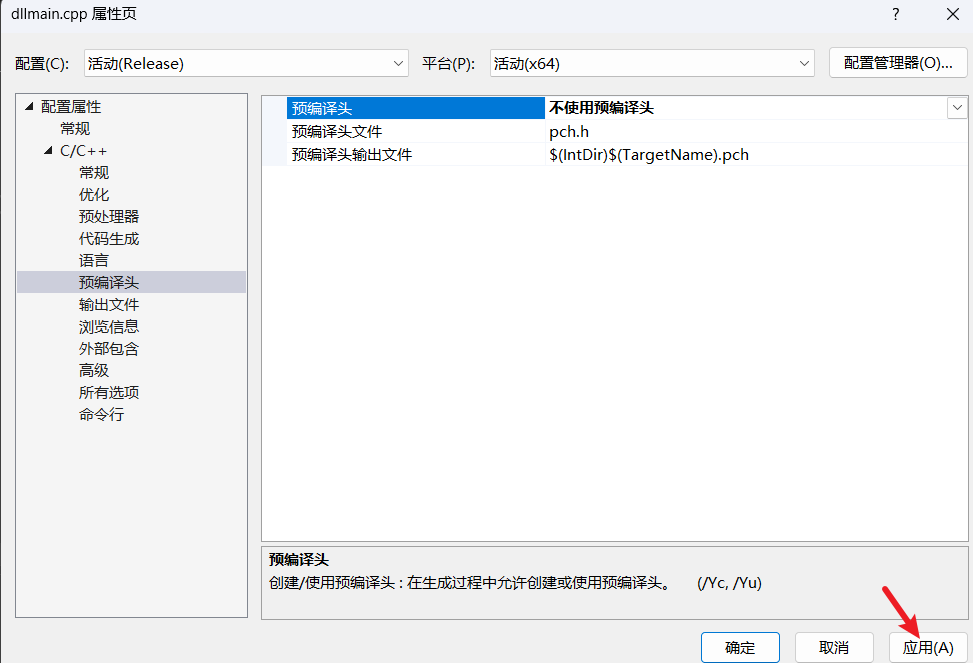 dllmain.cpp 属性页
?
配置(C): 活动(Release) 平台(P): 活动(x64) 配置管理器(O)...
配置属性
常规
C/C++
常规
优化
预处理器
代码生成
语言
预编译头
输出文件
浏览信息
外部包含
高级
所有选项
命令行
预编译头 不使用预编译头
预编译头文件 pch.h
预编译头输出文件 $(IntDir)$(TargetName).pch
预编译头
创建/使用预编译头 : 在生成过程中允许创建或使用预编译头。 (/Yc, /Yu)
确定 取消 应用(A)